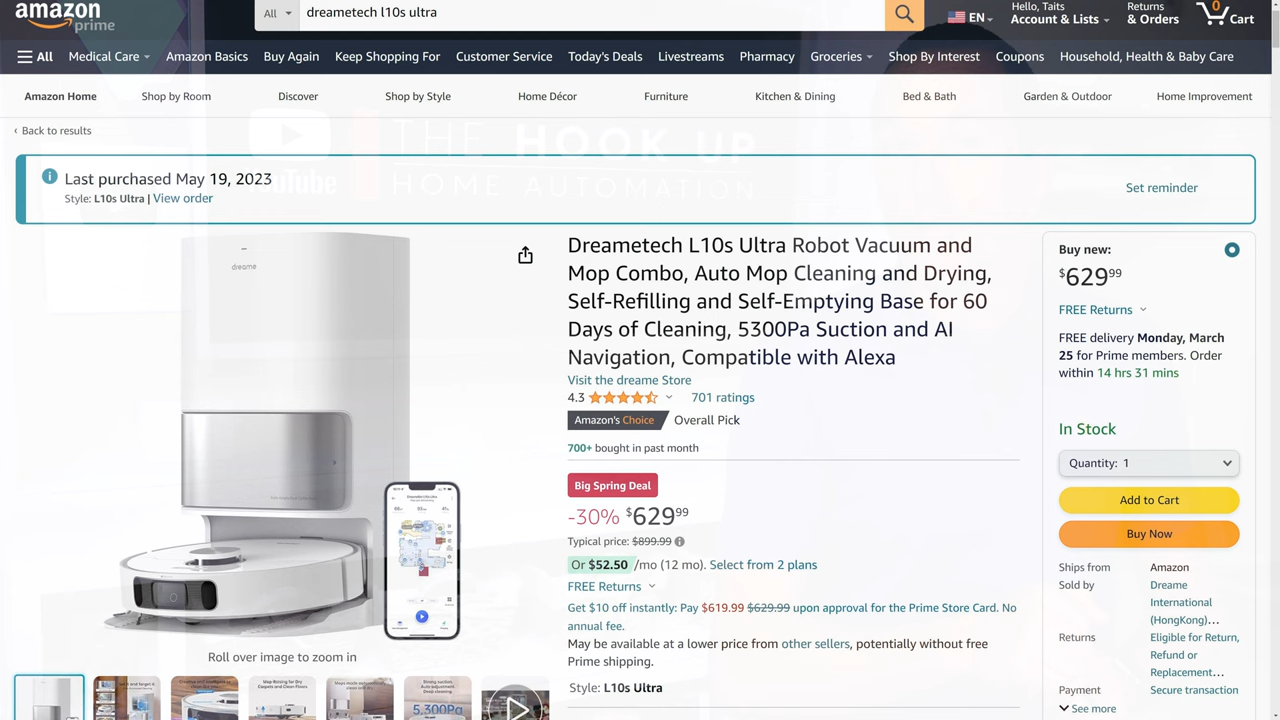 amazon
prime
All
dreametech l10s ultra
EN
Hello, Taits
Account & Lists
Returns
& Orders
0
Cart
All
Medical Care
Amazon Basics
Buy Again
Keep Shopping For
Customer Service
Today's Deals
Livestreams
Pharmacy
Groceries
Shop By Interest
Coupons
Household, Health & Baby Care
Amazon Home
Shop by Room
Discover
Shop by Style
Home Décor
Furniture
Kitchen & Dining
Bed & Bath
Garden & Outdoor
Home Improvement
‹ Back to results
THE HOOK UP
HOME AUTOMATION
YouTube
Last purchased May 19, 2023
Style: L10s Ultra | View order
Set reminder
dreame
Roll over image to zoom in
5,300Pa
Dreametech L10s Ultra Robot Vacuum and
Mop Combo, Auto Mop Cleaning and Drying,
Self-Refilling and Self-Emptying Base for 60
Days of Cleaning, 5300Pa Suction and AI
Navigation, Compatible with Alexa
Visit the dreame Store
4.3
701 ratings
Amazon's Choice
Overall Pick
700+ bought in past month
Big Spring Deal
-30% $629 99
Typical price: $899.99
Or $52.50 /mo (12 mo). Select from 2 plans
FREE Returns
Get $10 off instantly: Pay $619.99 $629.99 upon approval for the Prime Store Card. No
annual fee.
May be available at a lower price from other sellers, potentially without free
Prime shipping.
Style: L10s Ultra
Buy new:
$629 99
FREE Returns
FREE delivery Monday, March
25 for Prime members. Order
within 14 hrs 31 mins
In Stock
Quantity: 1
Add to Cart
Buy Now
Ships from
Amazon
Sold by
Dreame
International
(HongKong)...
Returns
Eligible for Return,
Refund or
Replacement...
Payment
Secure transaction
See more